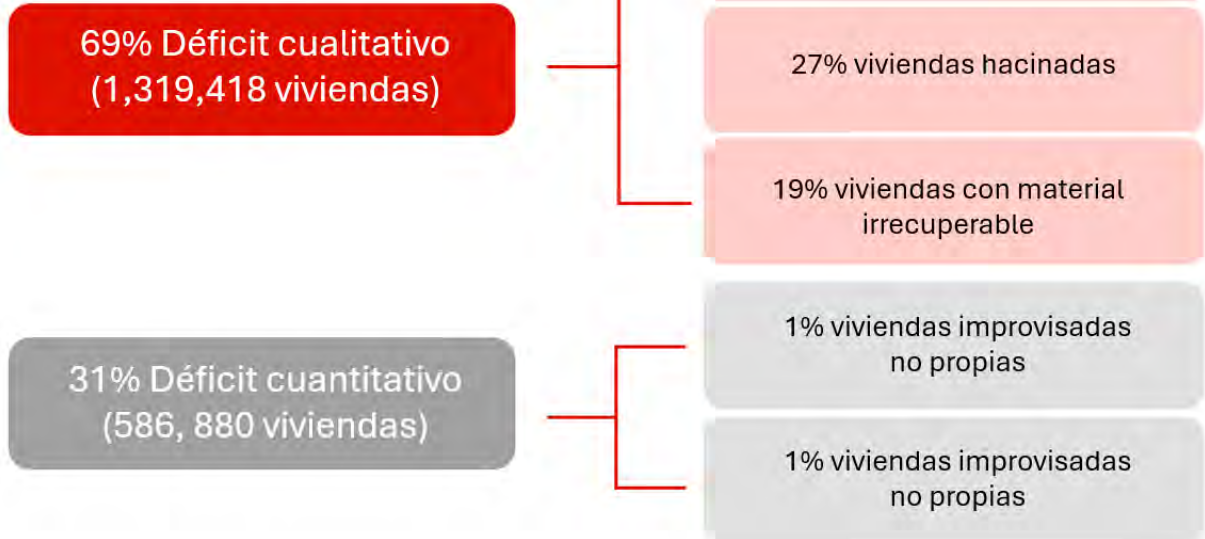 69% Déficit cualitativo
(1,319,418 viviendas)
27% viviendas hacinadas
19% viviendas con material
irrecuperable
31% Déficit cuantitativo
(586, 880 viviendas)
1% viviendas improvisadas
no propias
1% viviendas improvisadas
no propias